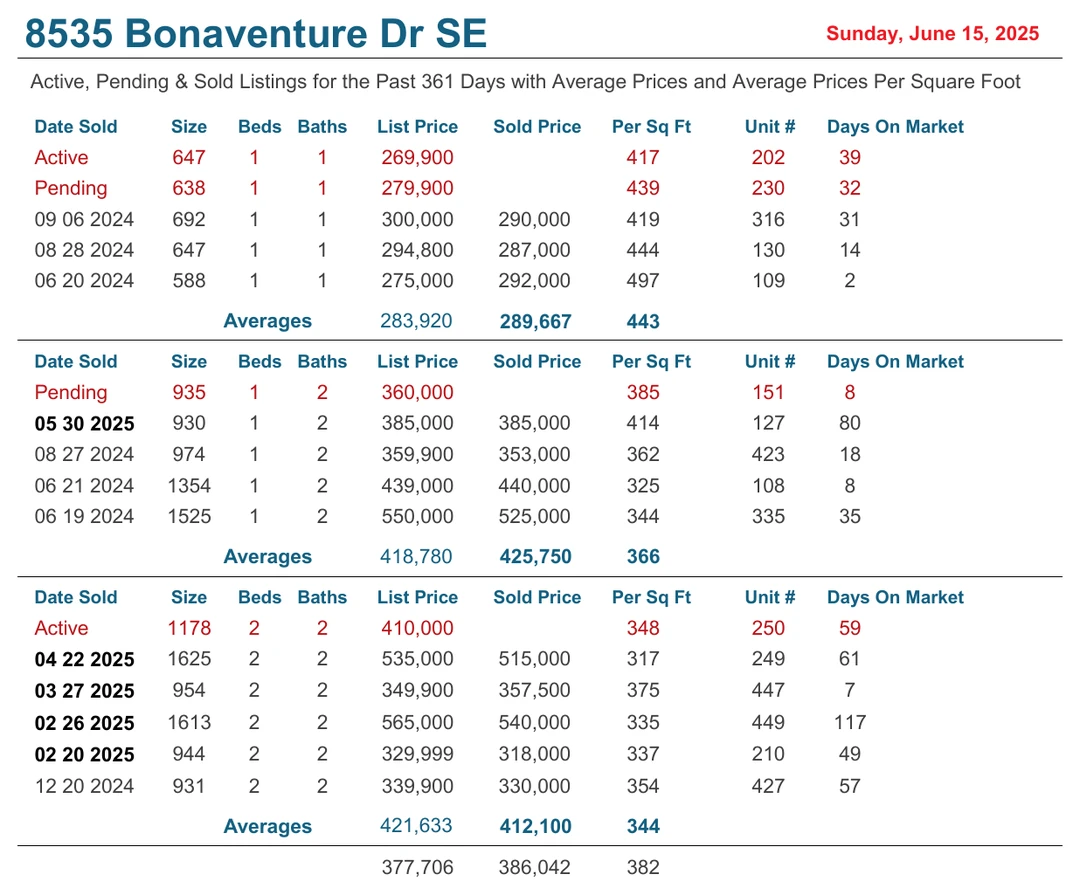 8535 Bonaventure Dr SE Sunday, June 15, 2025
Active, Pending & Sold Listings for the Past 361 Days with Average Prices and Average Prices Per Square Foot
Date Sold Size Beds Baths List Price Sold Price Per Sq Ft Unit # Days On Market
Active 647 1 1 269,900 417 202 39
Pending 638 1 1 279,900 439 230 32
09 06 2024 692 1 1 300,000 290,000 419 316 31
08 28 2024 647 1 1 294,800 287,000 444 130 14
06 20 2024 588 1 1 275,000 292,000 497 109 2
Averages 283,920 289,667 443
Date Sold Size Beds Baths List Price Sold Price Per Sq Ft Unit # Days On Market
Pending 935 1 2 360,000 385 151 8
05 30 2025 930 1 2 385,000 385,000 414 127 80
08 27 2024 974 1 2 359,900 353,000 362 423 18
06 21 2024 1354 1 2 439,000 440,000 325 108 8
06 19 2024 1525 1 2 550,000 525,000 344 335 35
Averages 418,780 425,750 366
Date Sold Size Beds Baths List Price Sold Price Per Sq Ft Unit # Days On Market
Active 1178 2 2 410,000 348 250 59
04 22 2025 1625 2 2 535,000 515,000 317 249 61
03 27 2025 954 2 2 349,900 357,500 375 447 7
02 26 2025 1613 2 2 565,000 540,000 335 449 117
02 20 2025 944 2 2 329,999 318,000 337 210 49
12 20 2024 931 2 2 339,900 330,000 354 427 57
Averages 421,633 412,100 344
377,706 386,042 382